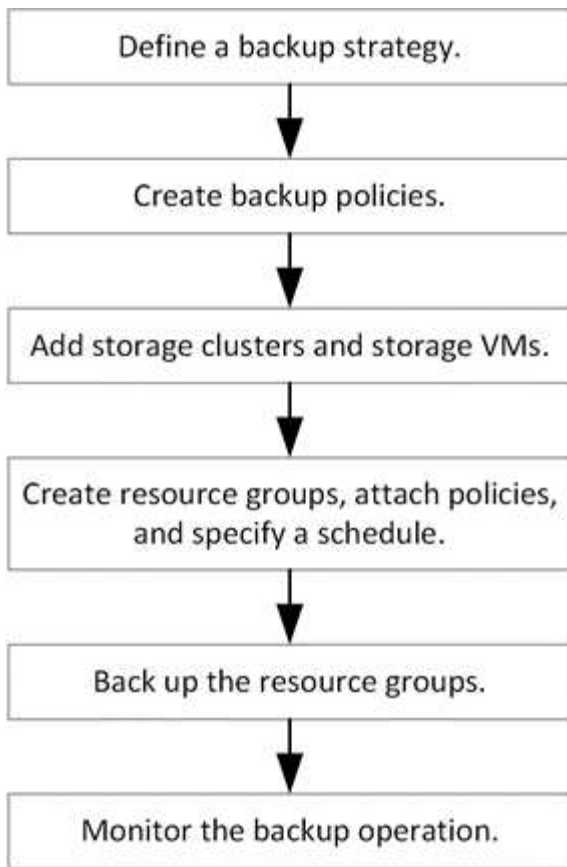 Define a backup strategy.
Create backup policies.
Add storage clusters and storage VMs.
Create resource groups, attach policies,
and specify a schedule.
Back up the resource groups.
Monitor the backup operation.